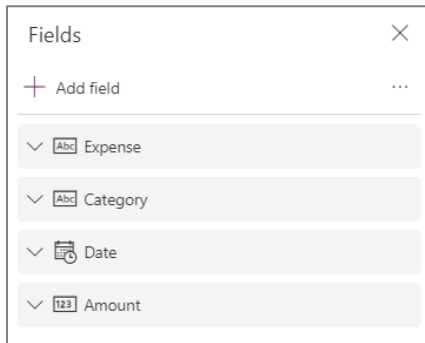 Fields
Add field
Abc Expense
Abc Category
Date
123 Amount